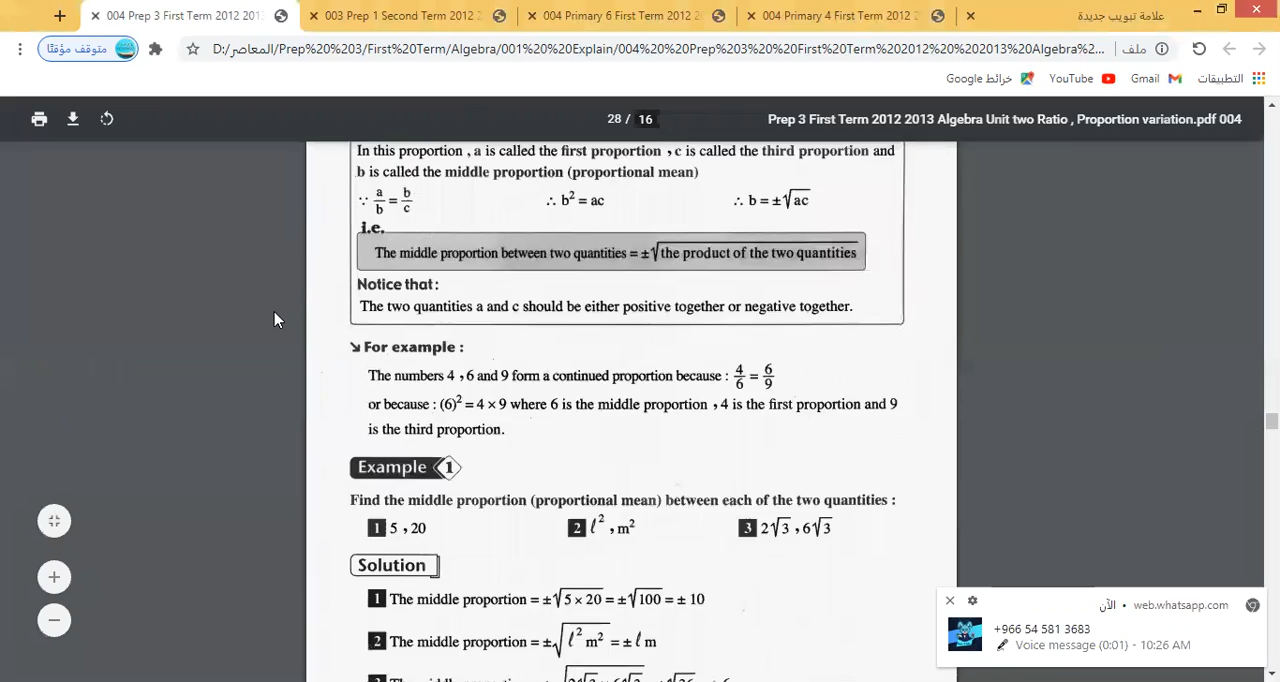 004 Prep 3 First Term 2012 201
003 Prep 1 Second Term 2012 2
004 Primary 6 First Term 2012 2
004 Primary 4 First Term 2012 2
علامة تبويب جديدة
متوقف مؤقتًا
D:/المعاصر/Prep%20%203/First%20Term/Algebra/001%20%20Explain/004%20%20Prep%203%20%20First%20Term%202012%20%202013%20Algebra%2...
ملف
التطبيقات
Gmail
YouTube
خرائط Google
28 / 16
Prep 3 First Term 2012 2013 Algebra Unit two Ratio , Proportion variation.pdf 004
In this proportion , a is called the first proportion , c is called the third proportion and
b is called the middle proportion (proportional mean)
∵ a/b = b/c ∴ b² = ac ∴ b = ±√ac
i.e.
The middle proportion between two quantities = ±√the product of the two quantities
Notice that :
The two quantities a and c should be either positive together or negative together.
↘ For example :
The numbers 4 , 6 and 9 form a continued proportion because : 4/6 = 6/9
or because : (6)² = 4 × 9 where 6 is the middle proportion , 4 is the first proportion and 9
is the third proportion.
Example 1
Find the middle proportion (proportional mean) between each of the two quantities :
1 5 , 20 2 ℓ² , m² 3 2√3 , 6√3
Solution
1 The middle proportion = ±√5 × 20 = ±√100 = ± 10
2 The middle proportion = ±√ℓ² m² = ± ℓ m
web.whatsapp.com • الآن
+966 54 581 3683
Voice message (0:01) - 10:26 AM